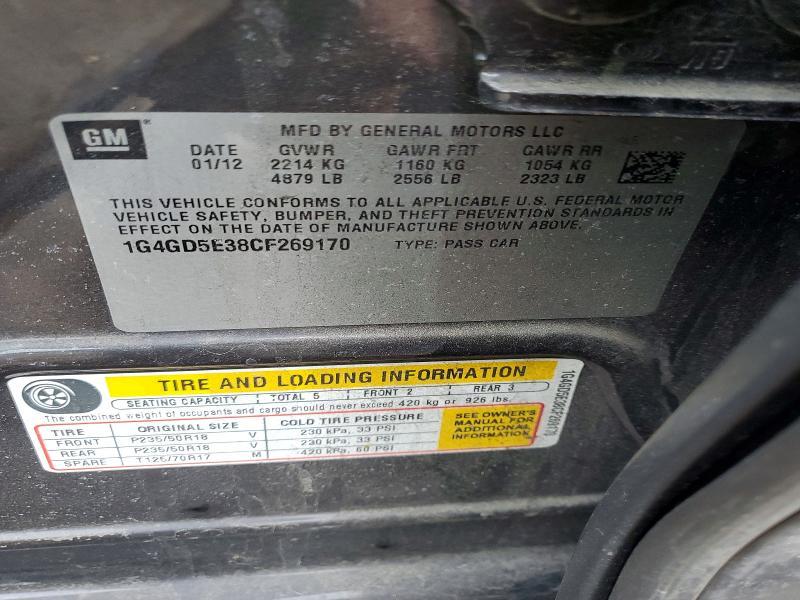 GM
MFD BY GENERAL MOTORS LLC
DATE GVWR GAWR FRT GAWR RR
01/12 2214 KG 1160 KG 1054 KG
4879 LB 2556 LB 2323 LB
THIS VEHICLE CONFORMS TO ALL APPLICABLE U.S. FEDERAL MOTOR
VEHICLE SAFETY, BUMPER, AND THEFT PREVENTION STANDARDS IN
EFFECT ON THE DATE OF MANUFACTURE SHOWN ABOVE.
1G4GD5E38CF269170 TYPE: PASS CAR
TIRE AND LOADING INFORMATION
SEATING CAPACITY TOTAL 5 FRONT 2 REAR 3
The combined weight of occupants and cargo should never exceed 420 kg or 926 lbs.
TIRE ORIGINAL SIZE COLD TIRE PRESSURE
FRONT P235/50R18 V 230 kPa, 33 PSI
REAR P235/50R18 V 230 kPa, 33 PSI
SPARE T125/70R17 M 420 kPa, 60 PSI
SEE OWNER'S
MANUAL FOR
ADDITIONAL
INFORMATION
1G4GD5E38CF269170